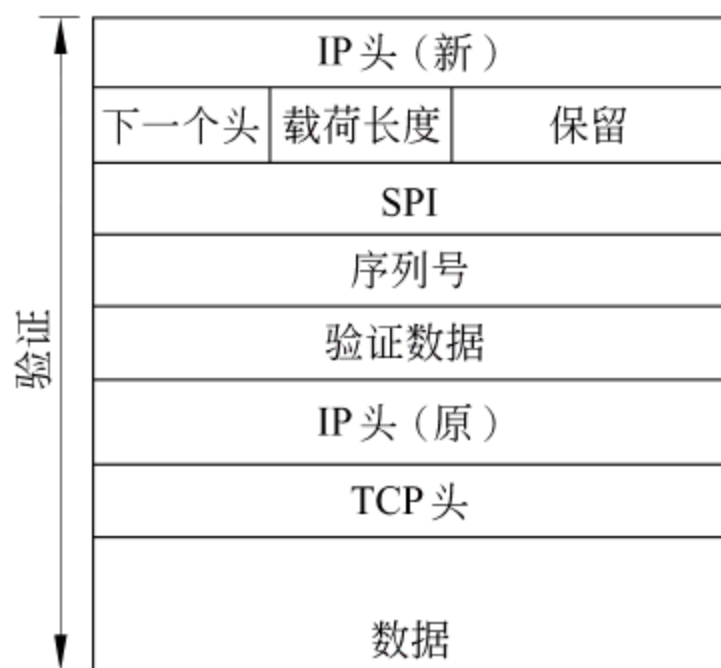 IP头（新）
下一个头 载荷长度 保留
SPI
序列号
验证数据
验证
IP头（原）
TCP头
数据